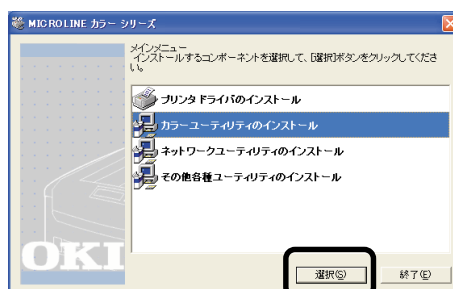 MICROLINE カラー シリーズ
メインメニュー
インストールするコンポーネントを選択して、[選択]ボタンをクリックしてくださ
い。
プリンタドライバのインストール
カラーユーティリティのインストール
ネットワークユーティリティのインストール
その他各種ユーティリティのインストール
OKI
選択(S)
終了(E)